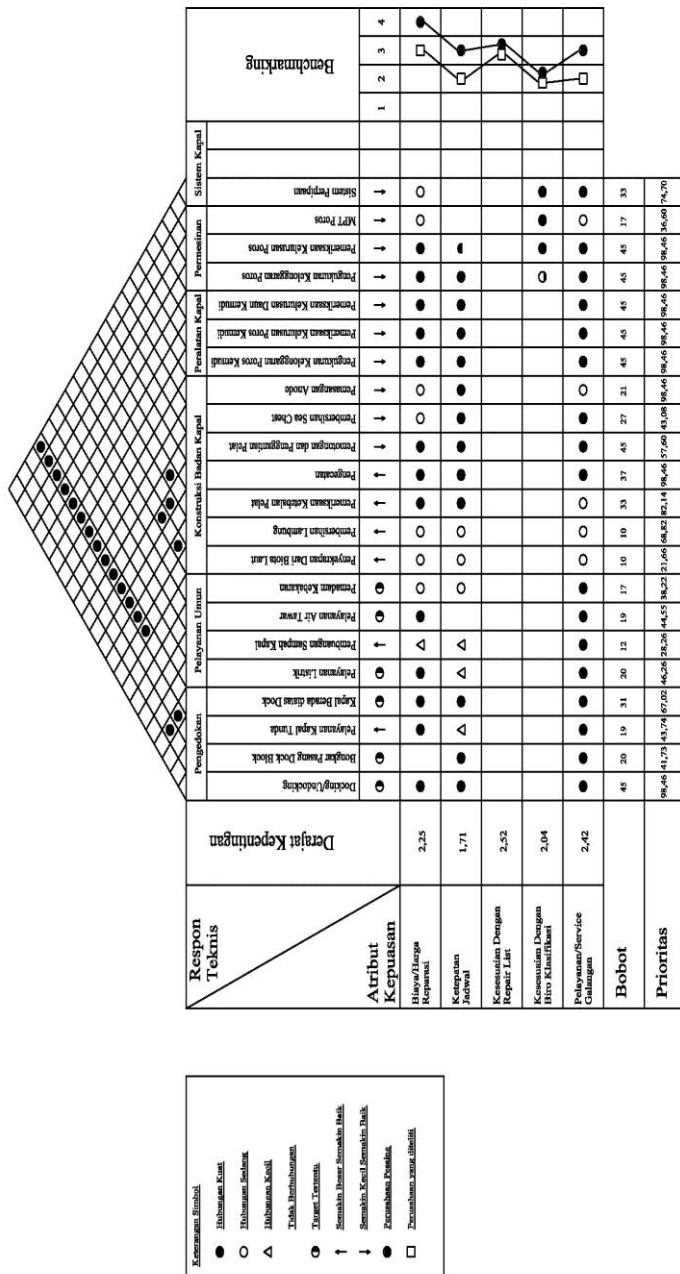 Respon
Teknis
Atribut
Kepuasan
Derajat Kepentingan
Pengedokan
Pelayanan Umun
Konstruksi Badan Kapal
Peralatan Kapal
Permesinan
Sistem Kapal
Benchmarking
Docking/Undocking
Bongkar Pasang Dock Block
Pelayanan Kapal Tunda
Kapal Berada diatas Dock
Pelayanan Listrik
Pembuangan Sampah Kapal
Pelayanan Air Tawar
Pemadam Kebakaran
Penyekrapan Dari Biota Laut
Pembersihan Lambung
Pemeriksaan Ketebalan Pelat
Pengecatan
Pemotongan dan Penggantian Pelat
Pembersihan Sea Chest
Pemasangan Anode
Pengukuran Kelonggaran Poros Kemudi
Pemeriksaan Kelurusan Poros Kemudi
Pemeriksaan Kelurusan Daun Kemudi
Pengukuran Kelonggaran Poros
Pemeriksaan Kelurusan Poros
MPT Poros
Sistem Perpipaan
1 2 3 4
Biaya/Harga
Reparasi
2,25
Ketepatan
Jadwal
1,71
Kesesuaian Dengan
Repair List
2,52
Kesesuaian Dengan
Biro Klasifikasi
2,04
Pelayanan/Service
Galangan
2,42
Bobot
45 20 19 31 20 12 19 17 10 10 33 37 45 27 21 45 45 45 45 45 17 33
Prioritas
98,46 41,73 43,74 67,02 46,26 28,26 44,55 38,22 21,66 68,82 82,14 98,46 57,60 43,08 98,46 98,46 98,46 98,46 98,46 98,46 36,60 74,70
Keterangan Simbol
Hubungan Kuat
Hubungan Sedang
Hubungan Kecil
Tidak Berhubungan
Target Tertentu
Semakin Besar Semakin Baik
Semakin Kecil Semakin Baik
Perusahaan Pesaing
Perusahaan yang diteliti